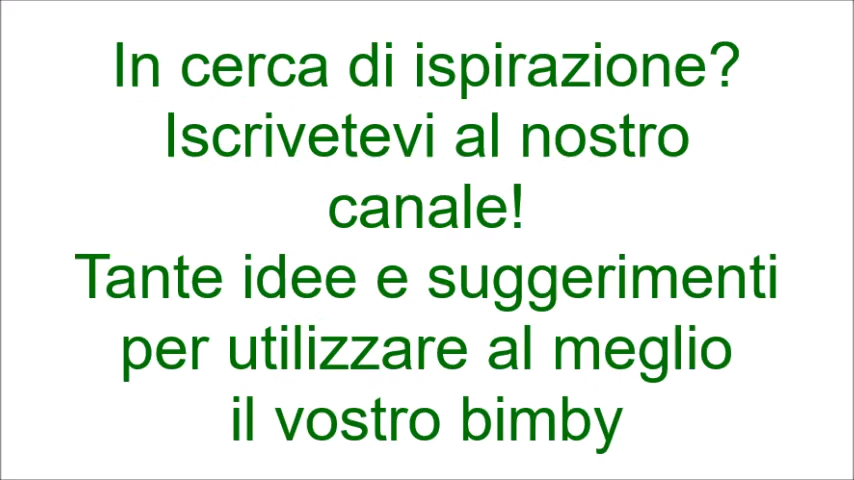 In cerca di ispirazione?
Iscrivetevi al nostro
canale!
Tante idee e suggerimenti
per utilizzare al meglio
il vostro bimby